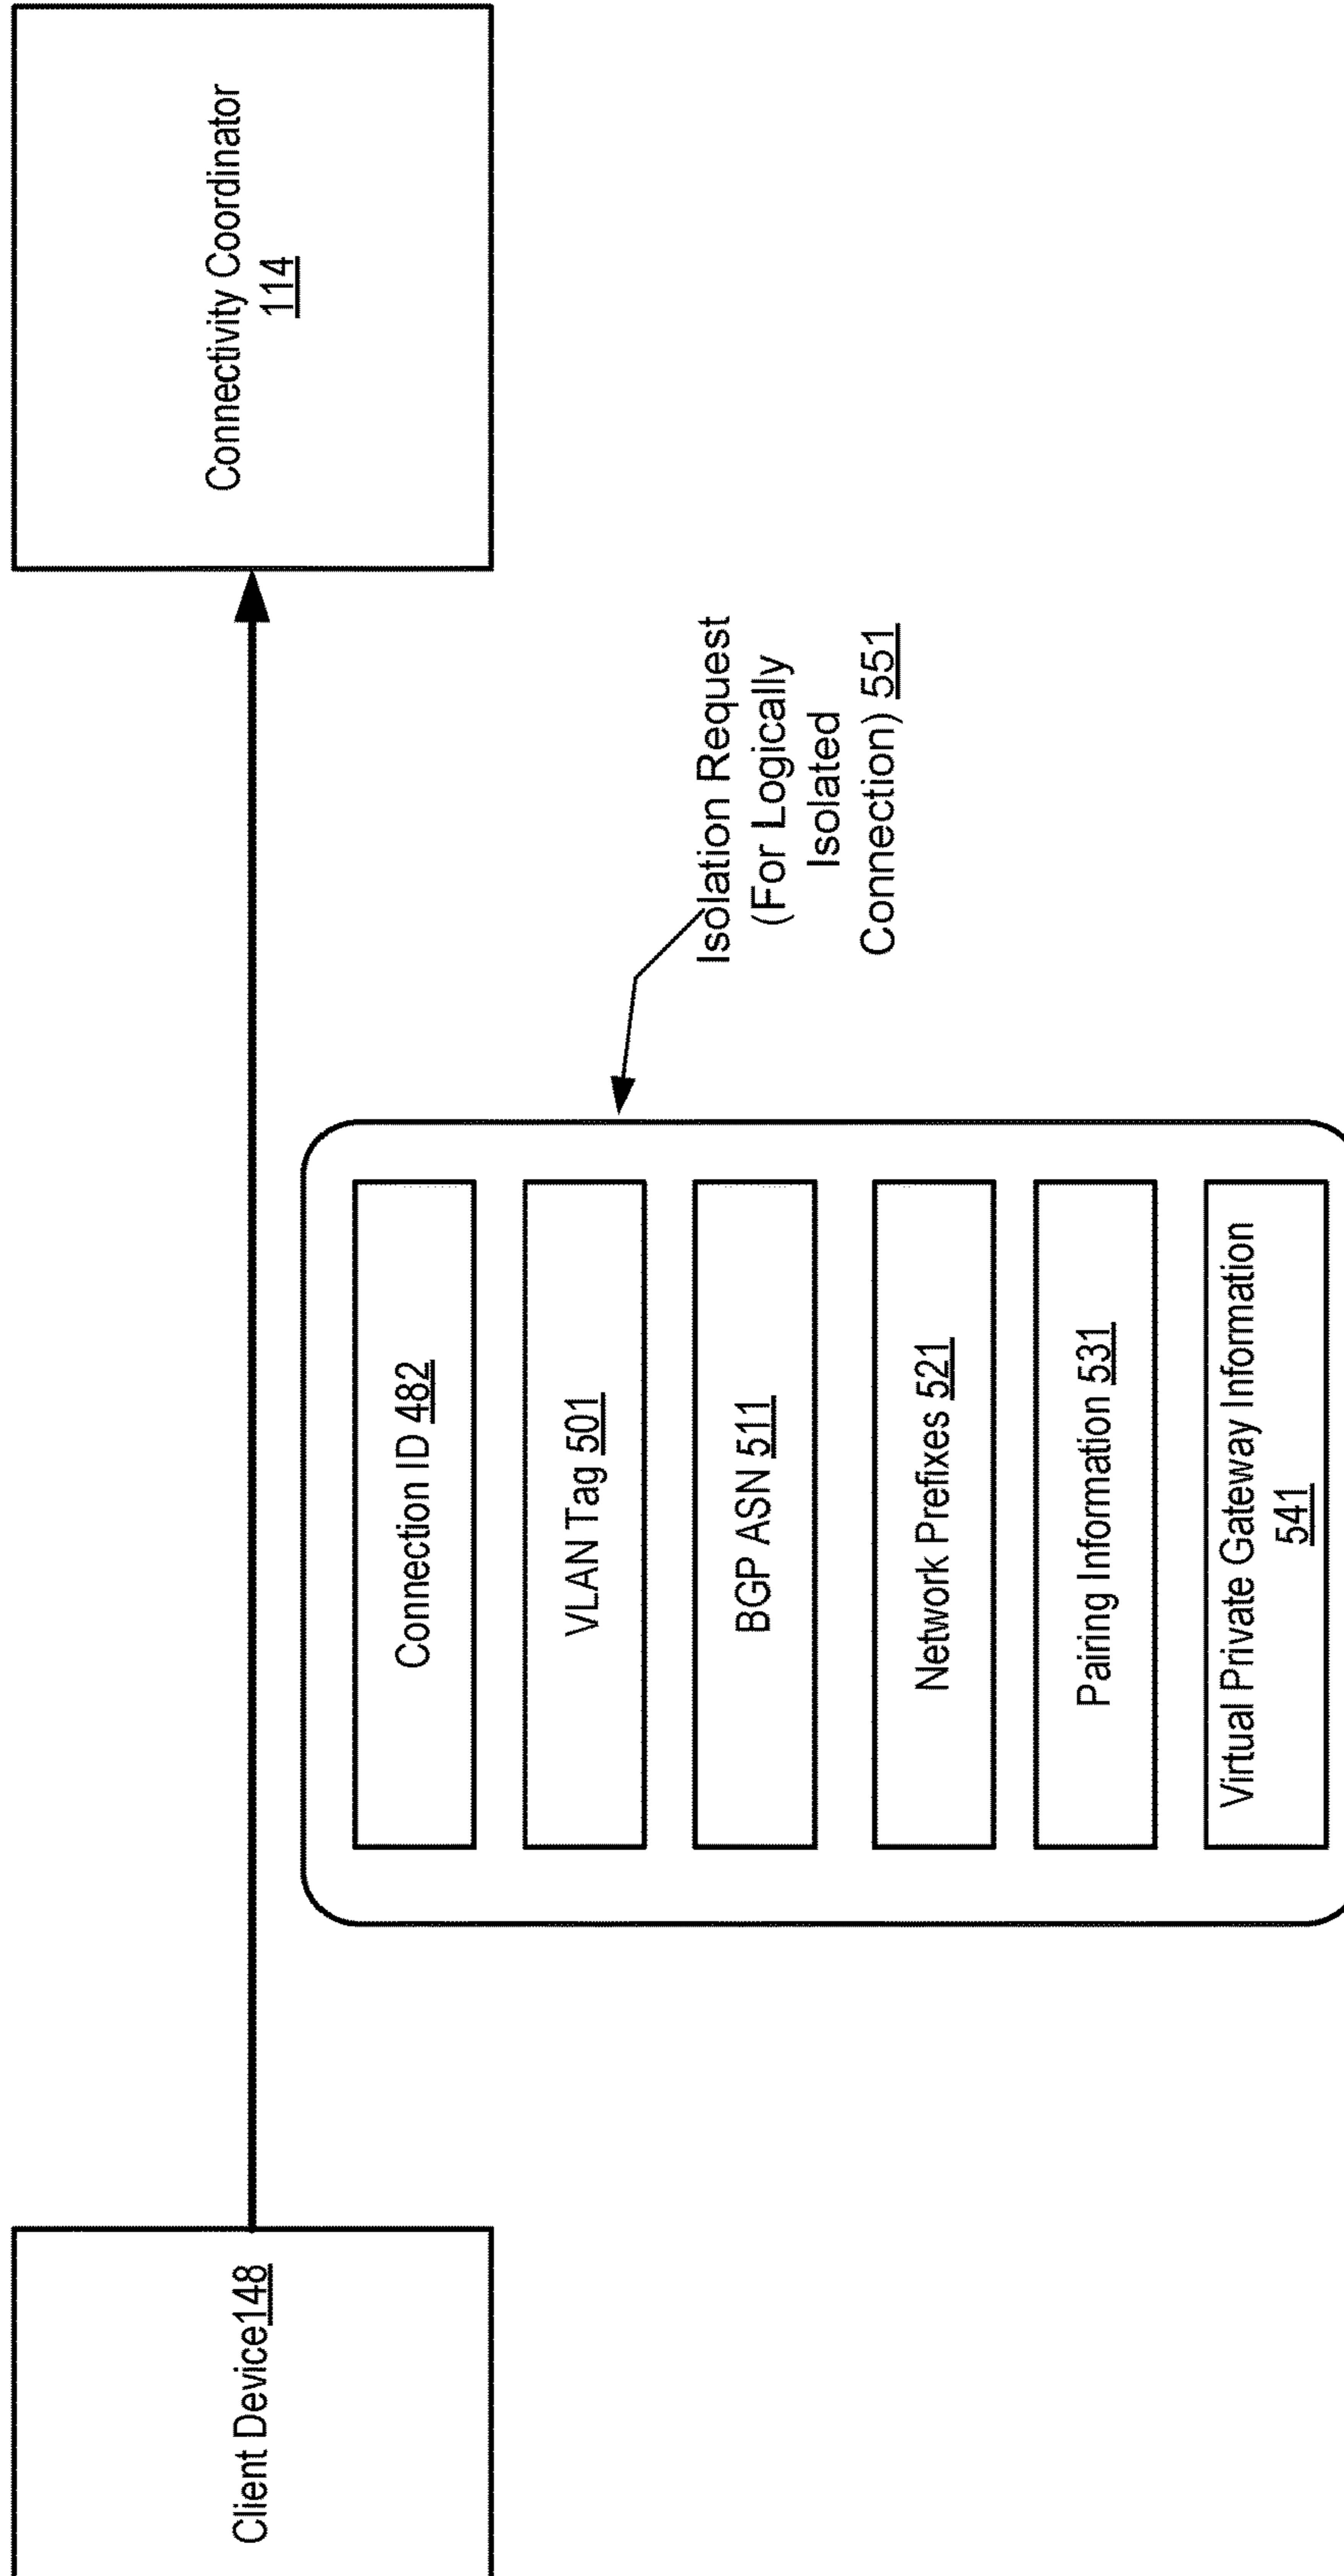 Client Device148
Connectivity Coordinator
114
Connection ID 482
VLAN Tag 501
BGP ASN 511
Network Prefixes 521
Pairing Information 531
Virtual Private Gateway Information
541
Isolation Request
(For Logically
Isolated
Connection) 551